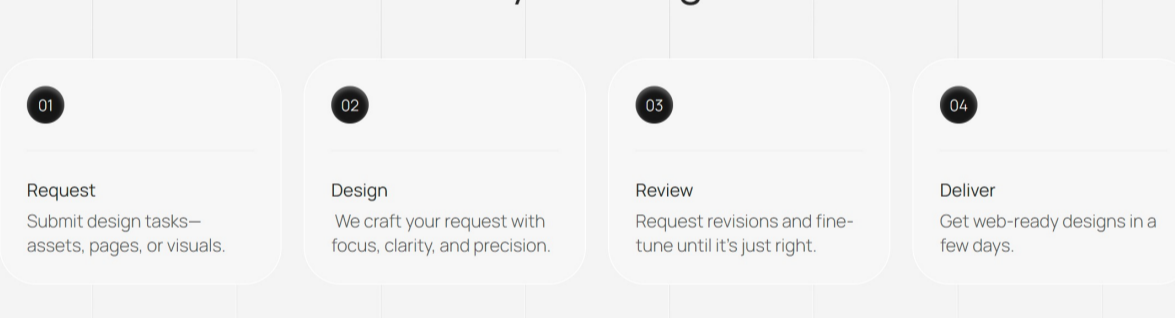 01
Request
Submit design tasks—
assets, pages, or visuals.
02
Design
We craft your request with
focus, clarity, and precision.
03
Review
Request revisions and fine-
tune until it's just right.
04
Deliver
Get web-ready designs in a
few days.